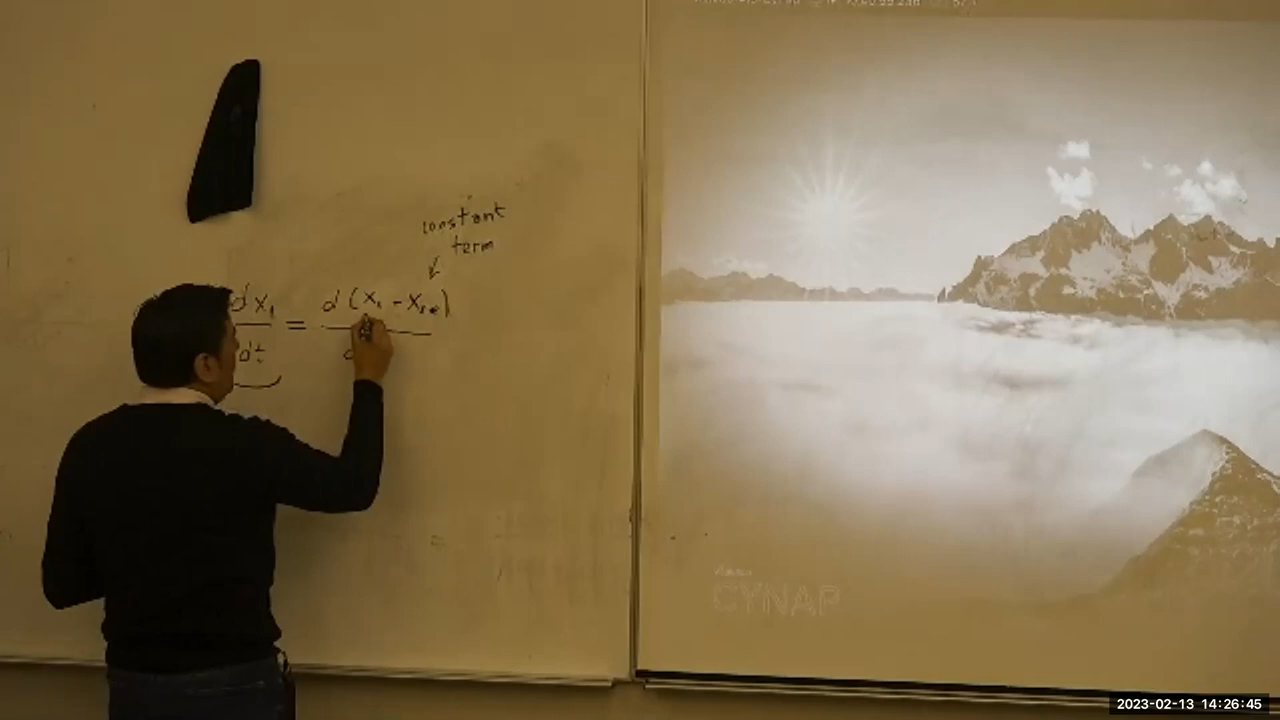 constant
term
dx₁ = d(x₁ - x₁e)
dt
CYNAP
2023-02-13 14:26:45